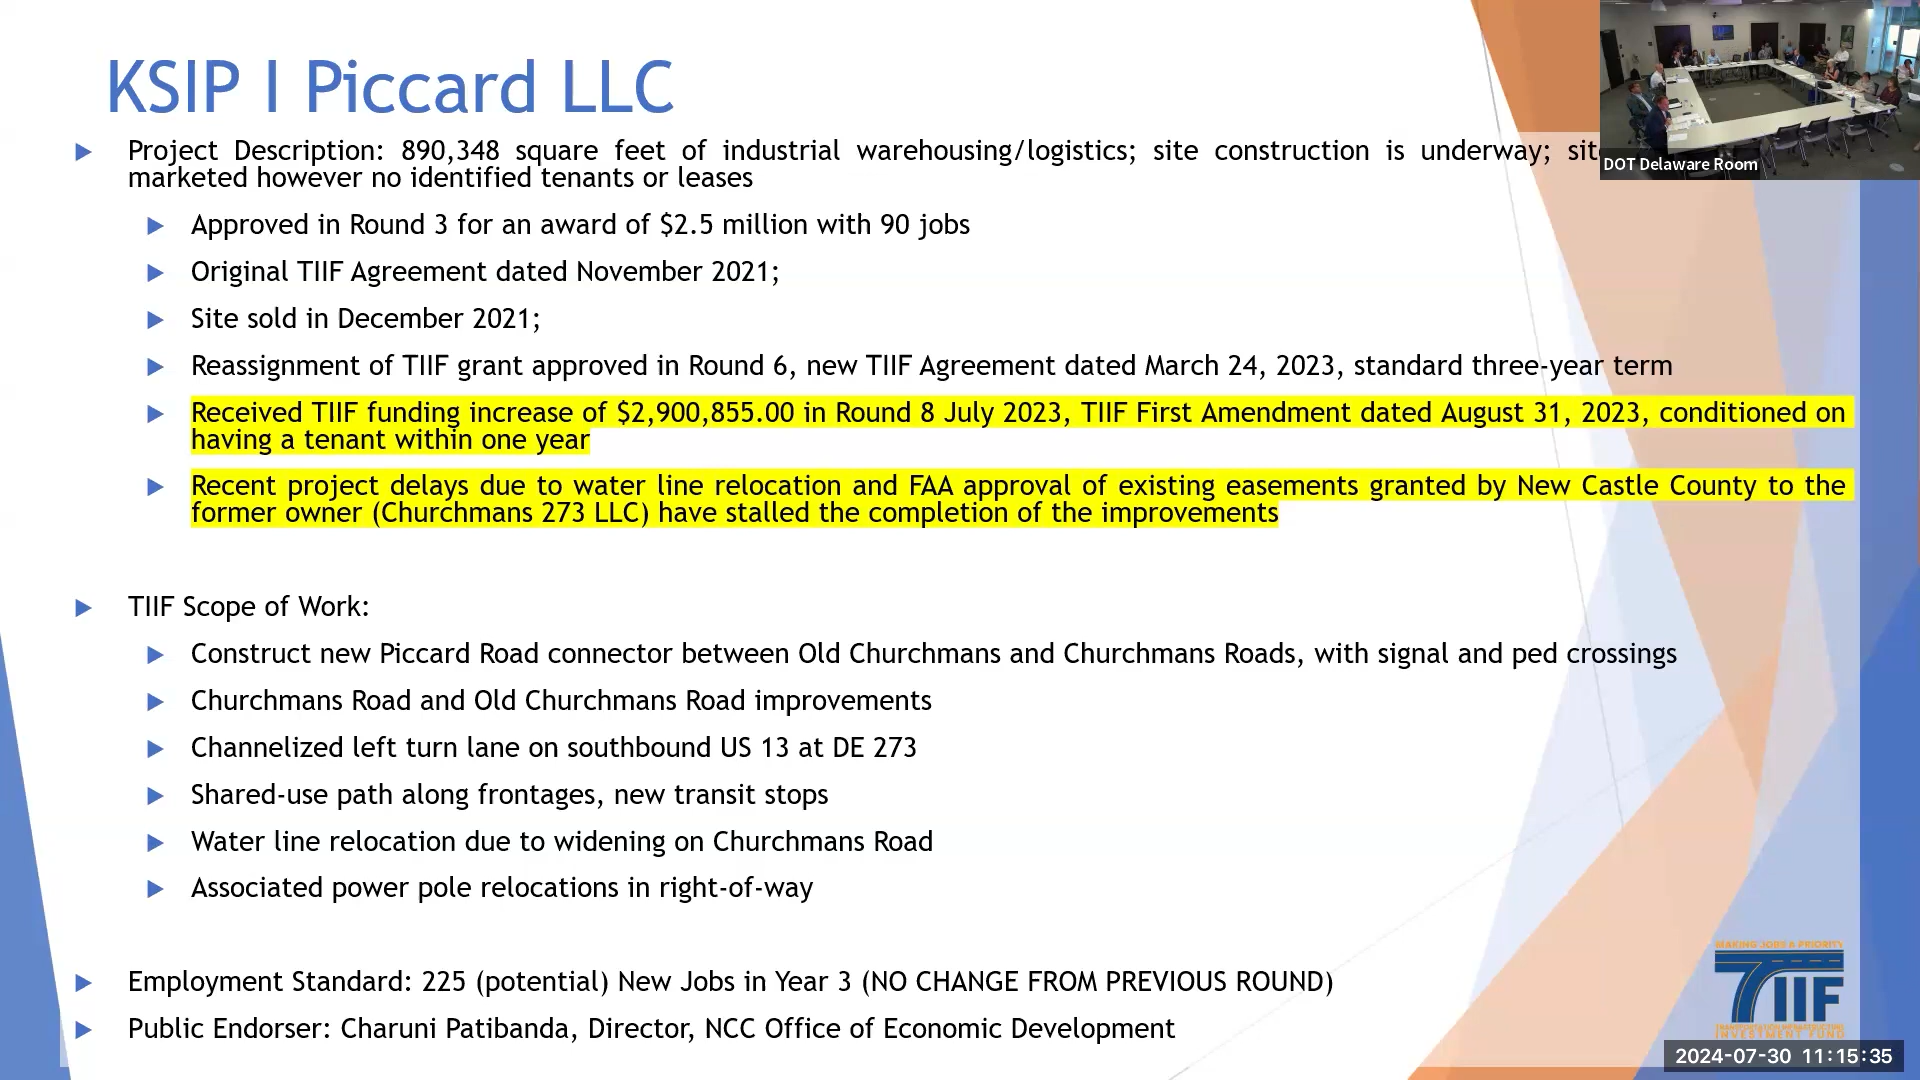 KSIP I Piccard LLC
Project Description: 890,348 square feet of industrial warehousing/logistics; site construction is underway;
marketed however no identified tenants or leases
Approved in Round 3 for an award of $2.5 million with 90 jobs
Original TIIF Agreement dated November 2021;
Site sold in December 2021;
Reassignment of TIIF grant approved in Round 6, new TIIF Agreement dated March 24, 2023, standard three-year term
Received TIIF funding increase of $2,900,855.00 in Round 8 July 2023, TIIF First Amendment dated August 31, 2023, conditioned on
having a tenant within one year
Recent project delays due to water line relocation and FAA approval of existing easements granted by New Castle County to the
former owner (Churchmans 273 LLC) have stalled the completion of the improvements
TIIF Scope of Work:
Construct new Piccard Road connector between Old Churchmans and Churchmans Roads, with signal and ped crossings
Churchmans Road and Old Churchmans Road improvements
Channelized left turn lane on southbound US 13 at DE 273
Shared-use path along frontages, new transit stops
Water line relocation due to widening on Churchmans Road
Associated power pole relocations in right-of-way
Employment Standard: 225 (potential) New Jobs in Year 3 (NO CHANGE FROM PREVIOUS ROUND)
Public Endorser: Charuni Patibanda, Director, NCC Office of Economic Development
DOT Delaware Room
MAKING JOBS A PRIORITY
TIIF
TRANSPORTATION INFRASTRUCTURE
INVESTMENT FUND
2024-07-30 11:15:35